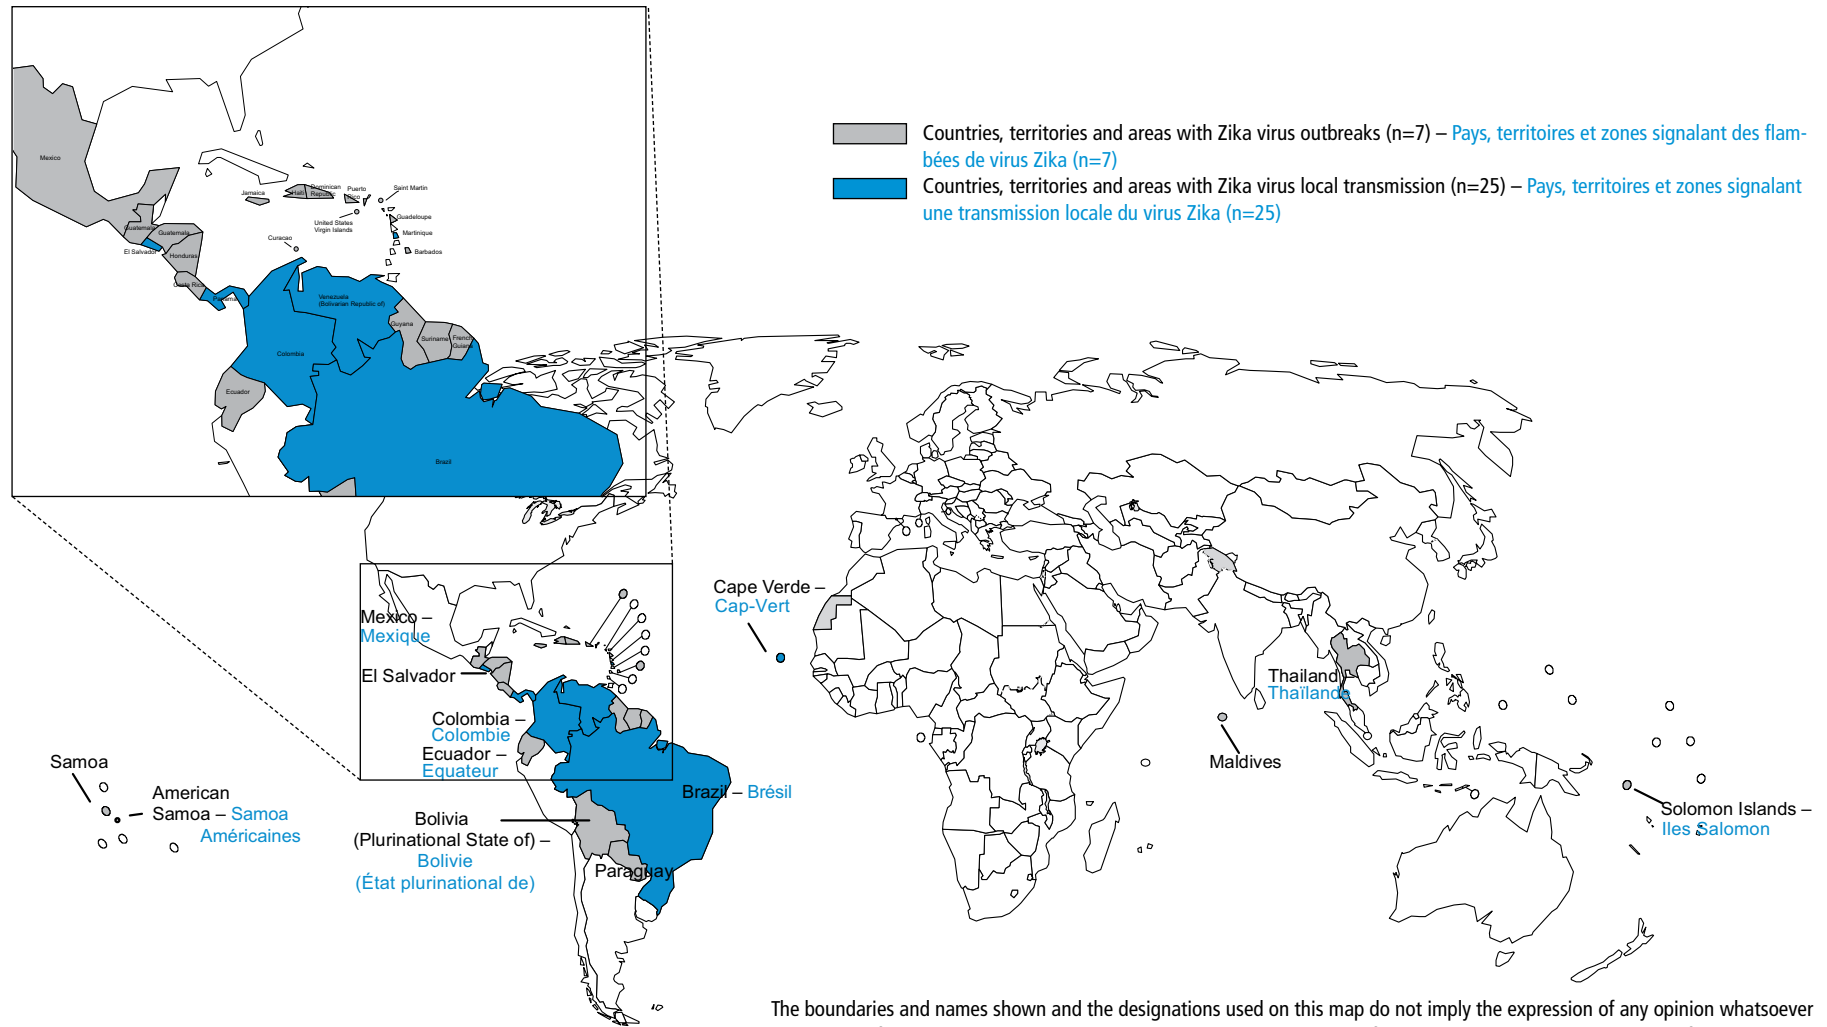 Countries, territories and areas with Zika virus outbreaks (n=7) – Pays, territoires et zones signalant des flam-
bées de virus Zika (n=7)
Countries, territories and areas with Zika virus local transmission (n=25) – Pays, territoires et zones signalant
une transmission locale du virus Zika (n=25)
Mexico
Guatemala
Guatemala
El Salvador
Honduras
Costa Rica
Panama
Jamaica
Haiti
Dominican
Republic
Puerto
Rico
Saint Martin
United States
Virgin Islands
Guadeloupe
Martinique
Barbados
Curacao
Venezuela
(Bolivarian Republic of)
Guyana
Suriname
French
Guiana
Colombia
Ecuador
Brazil
Mexico –
Mexique
El Salvador
Colombia –
Colombie
Ecuador –
Equateur
Brazil – Brésil
Bolivia
(Plurinational State of) –
Bolivie
(État plurinational de)
Paraguay
Samoa
American
Samoa – Samoa
Américaines
Cape Verde –
Cap-Vert
Thailand
Thaïlande
Maldives
Solomon Islands –
Iles Salomon
The boundaries and names shown and the designations used on this map do not imply the expression of any opinion whatsoever